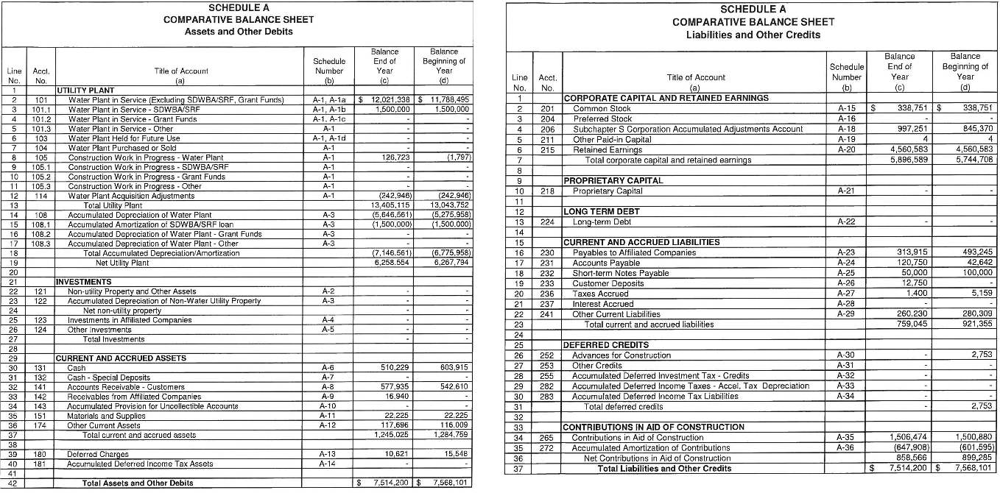 SCHEDULE A
COMPARATIVE BALANCE SHEET
Assets and Other Debits
Line No. Acct. No. Title of Account (a) Schedule Number (b) Balance End of Year (c) Balance Beginning of Year (d)
1 UTILITY PLANT
2 101 Water Plant in Service (Excluding SDWBA/SRF, Grant Funds) A-1, A-1a $ 12,021,338 $ 11,788,495
3 101.1 Water Plant in Service - SDWBA/SRF A-1, A-1b 1,500,000 1,500,000
4 101.2 Water Plant in Service - Grant Funds A-1, A-1c - -
5 101.3 Water Plant in Service - Other A-1 - -
6 103 Water Plant Held for Future Use A-1, A-1d - -
7 104 Water Plant Purchased or Sold A-1 - -
8 105 Construction Work in Progress - Water Plant A-1 126,723 (1,797)
9 105.1 Construction Work in Progress - SDWBA/SRF A-1 - -
10 105.2 Construction Work in Progress - Grant Funds A-1 - -
11 105.3 Construction Work in Progress - Other A-1 - -
12 114 Water Plant Acquisition Adjustments A-1 (242,946) (242,946)
13 Total Utility Plant 13,405,115 13,043,752
14 108 Accumulated Depreciation of Water Plant A-3 (5,646,561) (5,275,958)
15 108.1 Accumulated Amortization of SDWBA/SRF loan A-3 (1,500,000) (1,500,000)
16 108.2 Accumulated Depreciation of Water Plant - Grant Funds A-3 - -
17 108.3 Accumulated Depreciation of Water Plant - Other A-3 - -
18 Total Accumulated Depreciation/Amortization (7,146,561) (6,775,958)
19 Net Utility Plant 6,258,554 6,267,794
20
21 INVESTMENTS
22 121 Non-utility Property and Other Assets A-2 - -
23 122 Accumulated Depreciation of Non-Water Utility Property A-3 - -
24 Net non-utility property - -
25 123 Investments in Affiliated Companies A-4 - -
26 124 Other Investments A-5 - -
27 Total Investments - -
28
29 CURRENT AND ACCRUED ASSETS
30 131 Cash A-6 510,229 603,915
31 132 Cash - Special Deposits A-7 - -
32 141 Accounts Receivable - Customers A-8 577,935 542,610
33 142 Receivables from Affiliated Companies A-9 16,940 -
34 143 Accumulated Provision for Uncollectible Accounts A-10 - -
35 151 Materials and Supplies A-11 22,225 22,225
36 174 Other Current Assets A-12 117,696 116,009
37 Total current and accrued assets 1,245,025 1,284,759
38
39 180 Deferred Charges A-13 10,621 15,548
40 181 Accumulated Deferred Income Tax Assets A-14 - -
41
42 Total Assets and Other Debits $ 7,514,200 $ 7,568,101
SCHEDULE A
COMPARATIVE BALANCE SHEET
Liabilities and Other Credits
Line No. Acct. No. Title of Account (a) Schedule Number (b) Balance End of Year (c) Balance Beginning of Year (d)
1 CORPORATE CAPITAL AND RETAINED EARNINGS
2 201 Common Stock A-15 $ 338,751 $ 338,751
3 204 Preferred Stock A-16 - -
4 206 Subchapter S Corporation Accumulated Adjustments Account A-18 997,251 845,370
5 211 Other Paid-in Capital A-19 4 4
6 215 Retained Earnings A-20 4,560,583 4,560,583
7 Total corporate capital and retained earnings 5,896,589 5,744,708
8
9 PROPRIETARY CAPITAL
10 218 Proprietary Capital A-21 - -
11
12 LONG TERM DEBT
13 224 Long-term Debt A-22 - -
14
15 CURRENT AND ACCRUED LIABILITIES
16 230 Payables to Affiliated Companies A-23 313,915 493,245
17 231 Accounts Payable A-24 120,750 42,642
18 232 Short-term Notes Payable A-25 50,000 100,000
19 233 Customer Deposits A-26 12,750
20 236 Taxes Accrued A-27 1,400 5,159
21 237 Interest Accrued A-28 - -
22 241 Other Current Liabilities A-29 260,230 280,309
23 Total current and accrued liabilities 759,045 921,355
24
25 DEFERRED CREDITS
26 252 Advances for Construction A-30 - 2,753
27 253 Other Credits A-31 - -
28 255 Accumulated Deferred Investment Tax - Credits A-32 - -
29 282 Accumulated Deferred Income Taxes - Accel. Tax Depreciation A-33 - -
30 283 Accumulated Deferred Income Tax Liabilities A-34 - -
31 Total deferred credits - 2,753
32
33 CONTRIBUTIONS IN AID OF CONSTRUCTION
34 265 Contributions in Aid of Construction A-35 1,506,474 1,500,880
35 272 Accumulated Amortization of Contributions A-36 (647,908) (601,595)
36 Net Contributions in Aid of Construction 858,566 899,285
37 Total Liabilities and Other Credits $ 7,514,200 $ 7,568,101